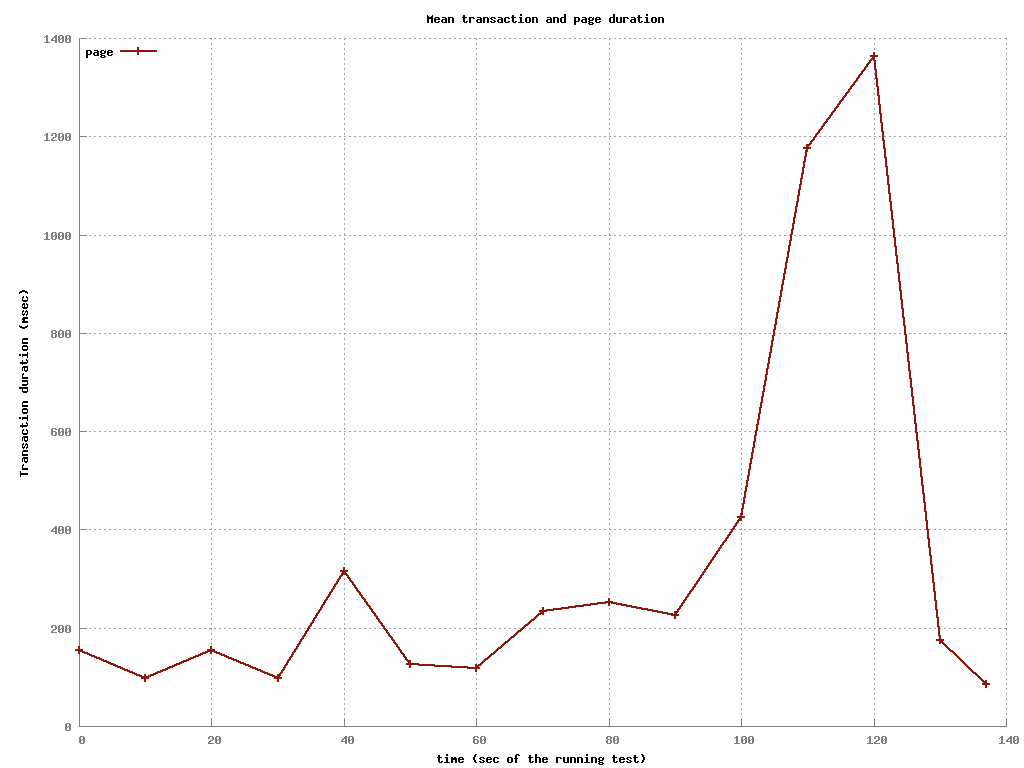 Mean transaction and page duration
1400
page
1200
1000
800
600
400
200
0
Transaction duration (msec)
0 20 40 60 80 100 120 140
time (sec of the running test)